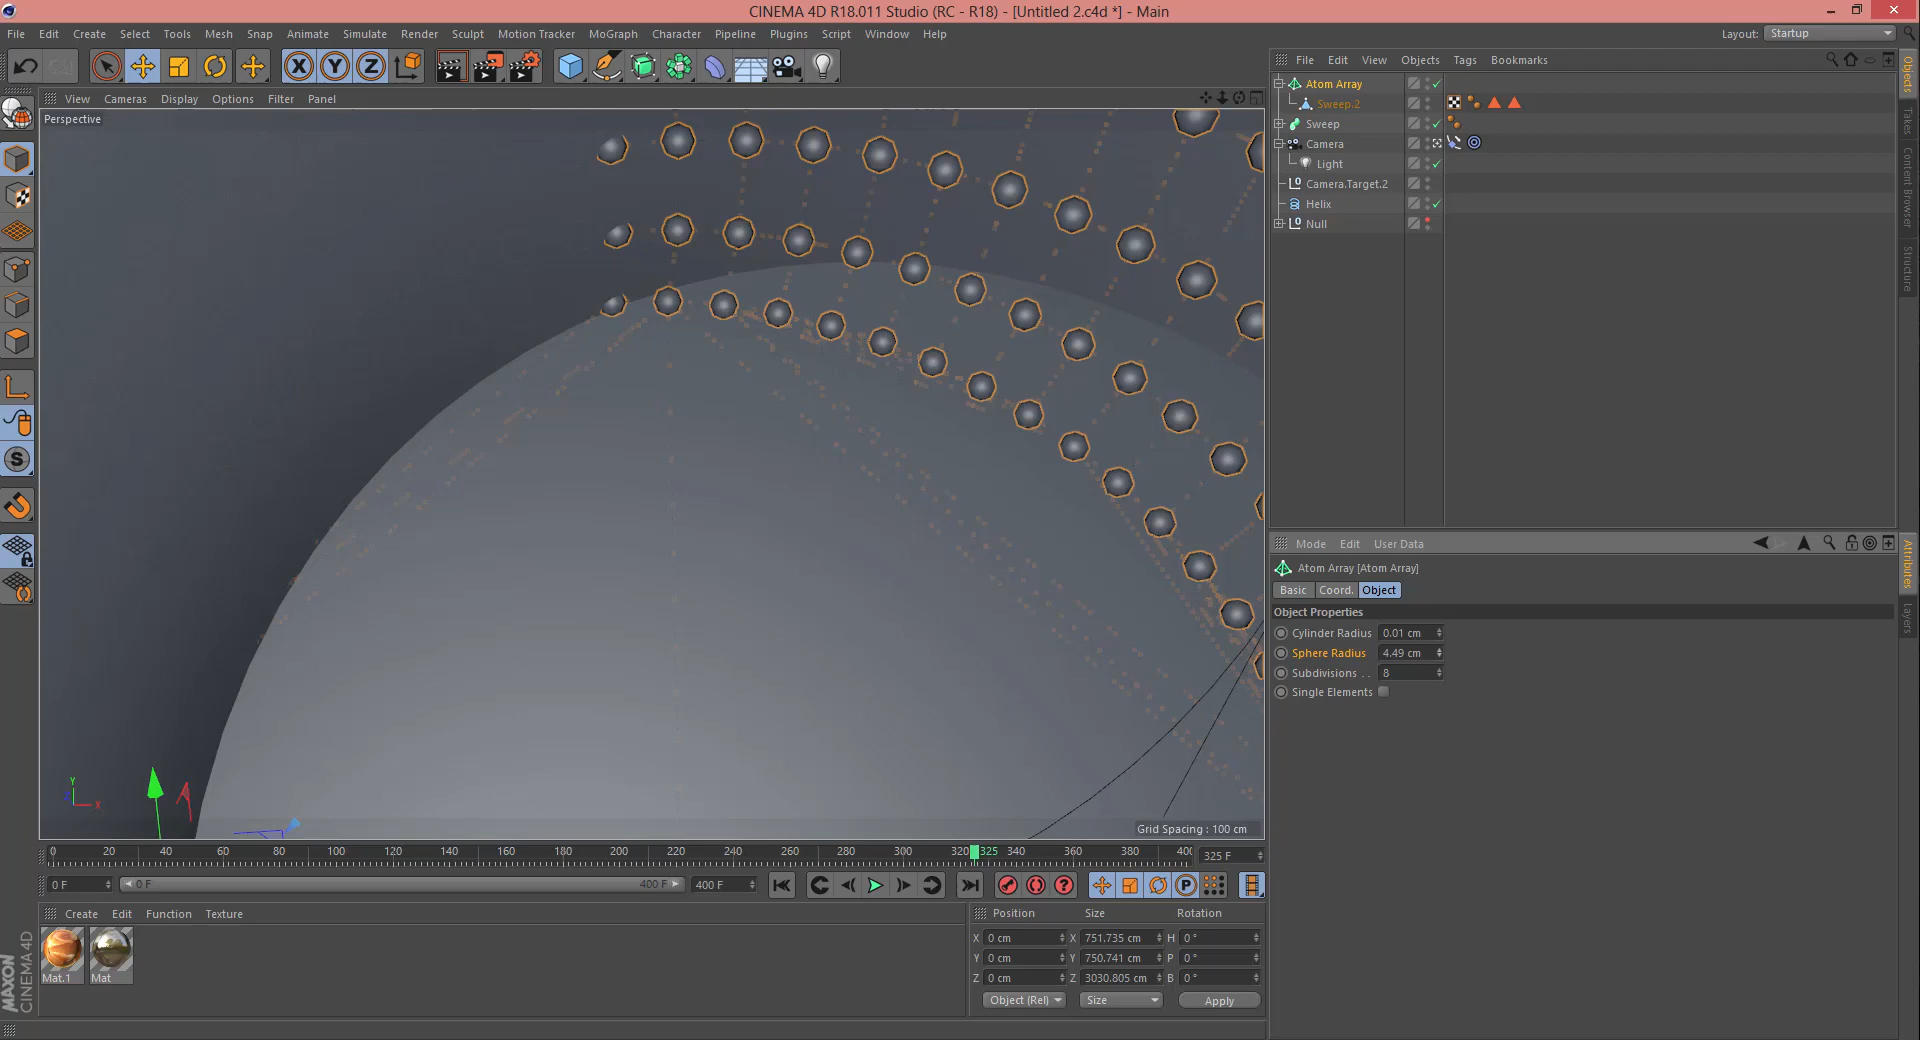 CINEMA 4D R18.011 Studio (RC - R18) - [Untitled 2.c4d *] - Main
File Edit Create Select Tools Mesh Snap Animate Simulate Render Sculpt Motion Tracker MoGraph Character Pipeline Plugins Script Window Help
Layout: Startup
File Edit View Objects Tags Bookmarks
View Cameras Display Options Filter Panel
Perspective
Atom Array
Sweep.2
Sweep
Camera
Light
Camera.Target.2
Helix
Null
Objects
Takes
Content Browser
Structure
Mode Edit User Data
Atom Array [Atom Array]
Basic Coord. Object
Object Properties
Cylinder Radius 0.01 cm
Sphere Radius 4.49 cm
Subdivisions . . 8
Single Elements
Attributes
Layers
Y
X
Z
Grid Spacing : 100 cm
0 20 40 60 80 100 120 140 160 180 200 220 240 260 280 300 320 325 340 360 380 400
325 F
0 F 0 F 400 F 400 F
Create Edit Function Texture
Mat.1 Mat
Position Size Rotation
X 0 cm X 751.735 cm H 0 °
Y 0 cm Y 750.741 cm P 0 °
Z 0 cm Z 3030.805 cm B 0 °
Object (Rel) Size Apply
MAXON
CINEMA 4D